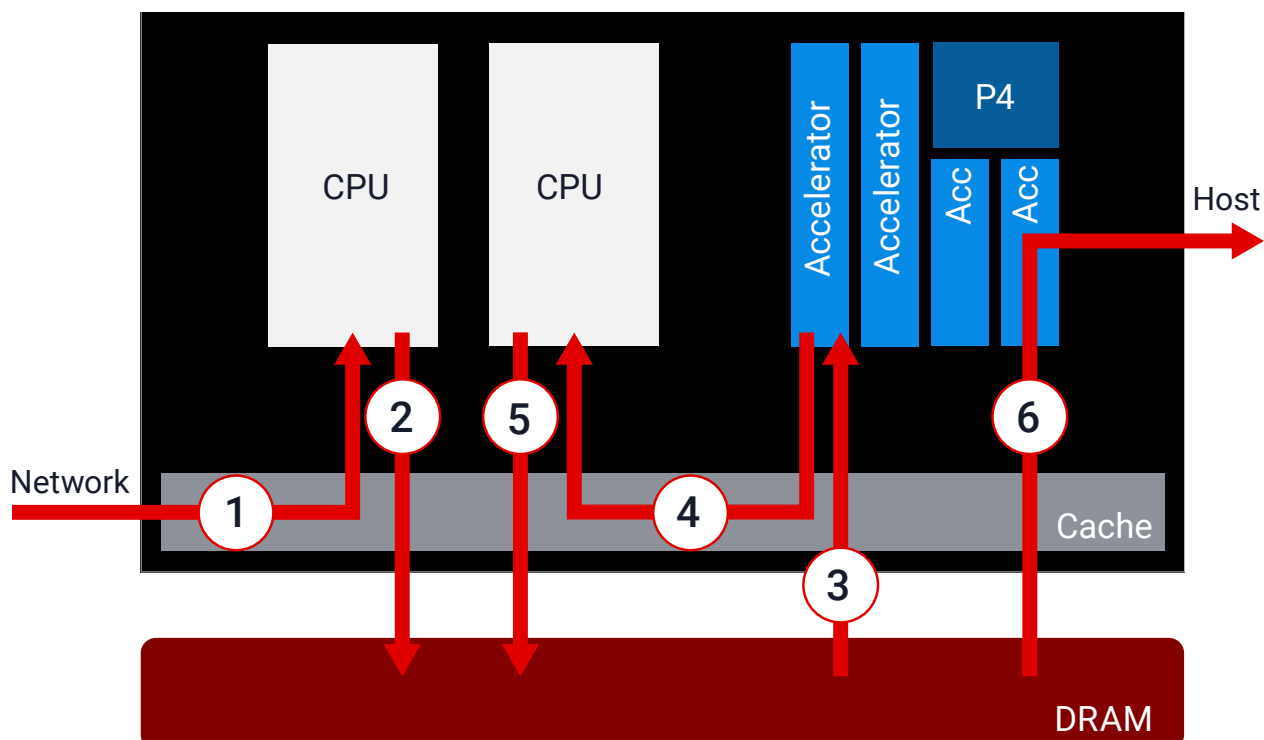 P4
Accelerator
Accelerator
CPU
CPU
Acc
Acc
Host
2
5
6
Network
1
4
Cache
3
DRAM